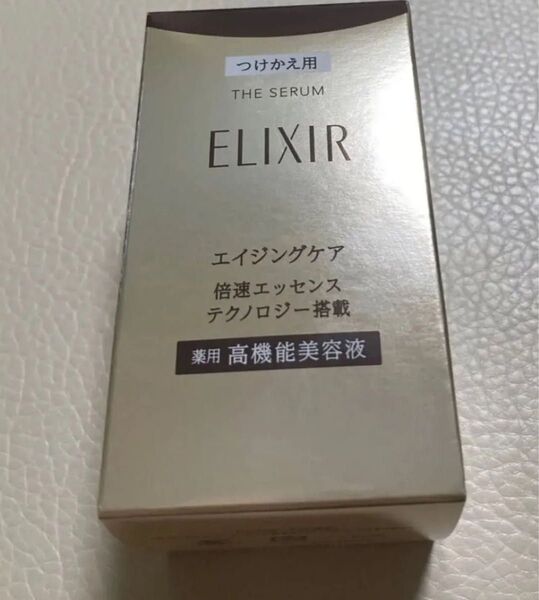 つけかえ用
THE SERUM
ELIXIR
エイジングケア
倍速エッセンス
テクノロジー搭載
薬用 高機能美容液